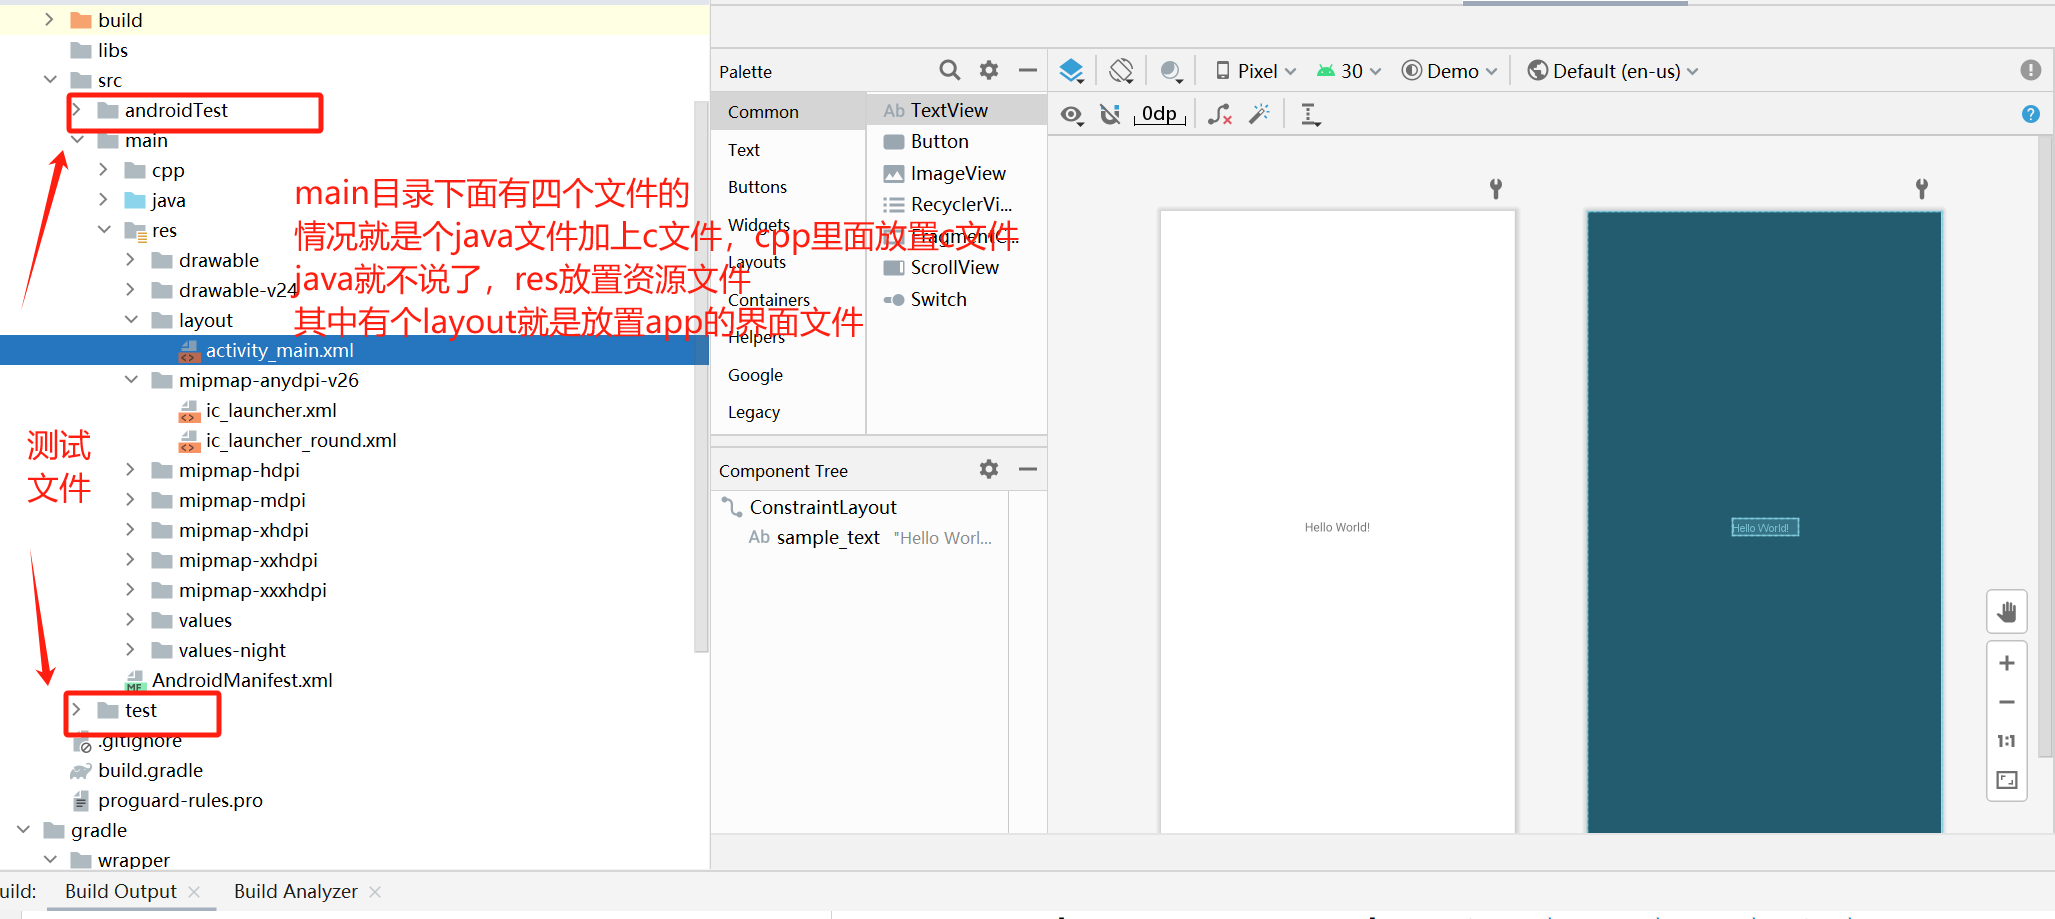 build
libs
src
androidTest
main
cpp
java
res
drawable
drawable-v24
layout
activity_main.xml
mipmap-anydpi-v26
ic_launcher.xml
ic_launcher_round.xml
mipmap-hdpi
mipmap-mdpi
mipmap-xhdpi
mipmap-xxhdpi
mipmap-xxxhdpi
values
values-night
AndroidManifest.xml
test
.gitignore
build.gradle
proguard-rules.pro
gradle
wrapper
main目录下面有四个文件的
情况就是个java文件加上c文件，cpp里面放置c文件
java就不说了，res放置资源文件
其中有个layout就是放置app的界面文件
测试
文件
Palette
Common
Text
Buttons
Widgets
Layouts
Containers
Helpers
Google
Legacy
Ab TextView
Button
ImageView
RecyclerVi...
FragmentC...
ScrollView
Switch
Component Tree
ConstraintLayout
Ab sample_text "Hello Worl...
Pixel 30 Demo Default (en-us)
0dp
Hello World!
Hello World!
1:1
uild: Build Output Build Analyzer